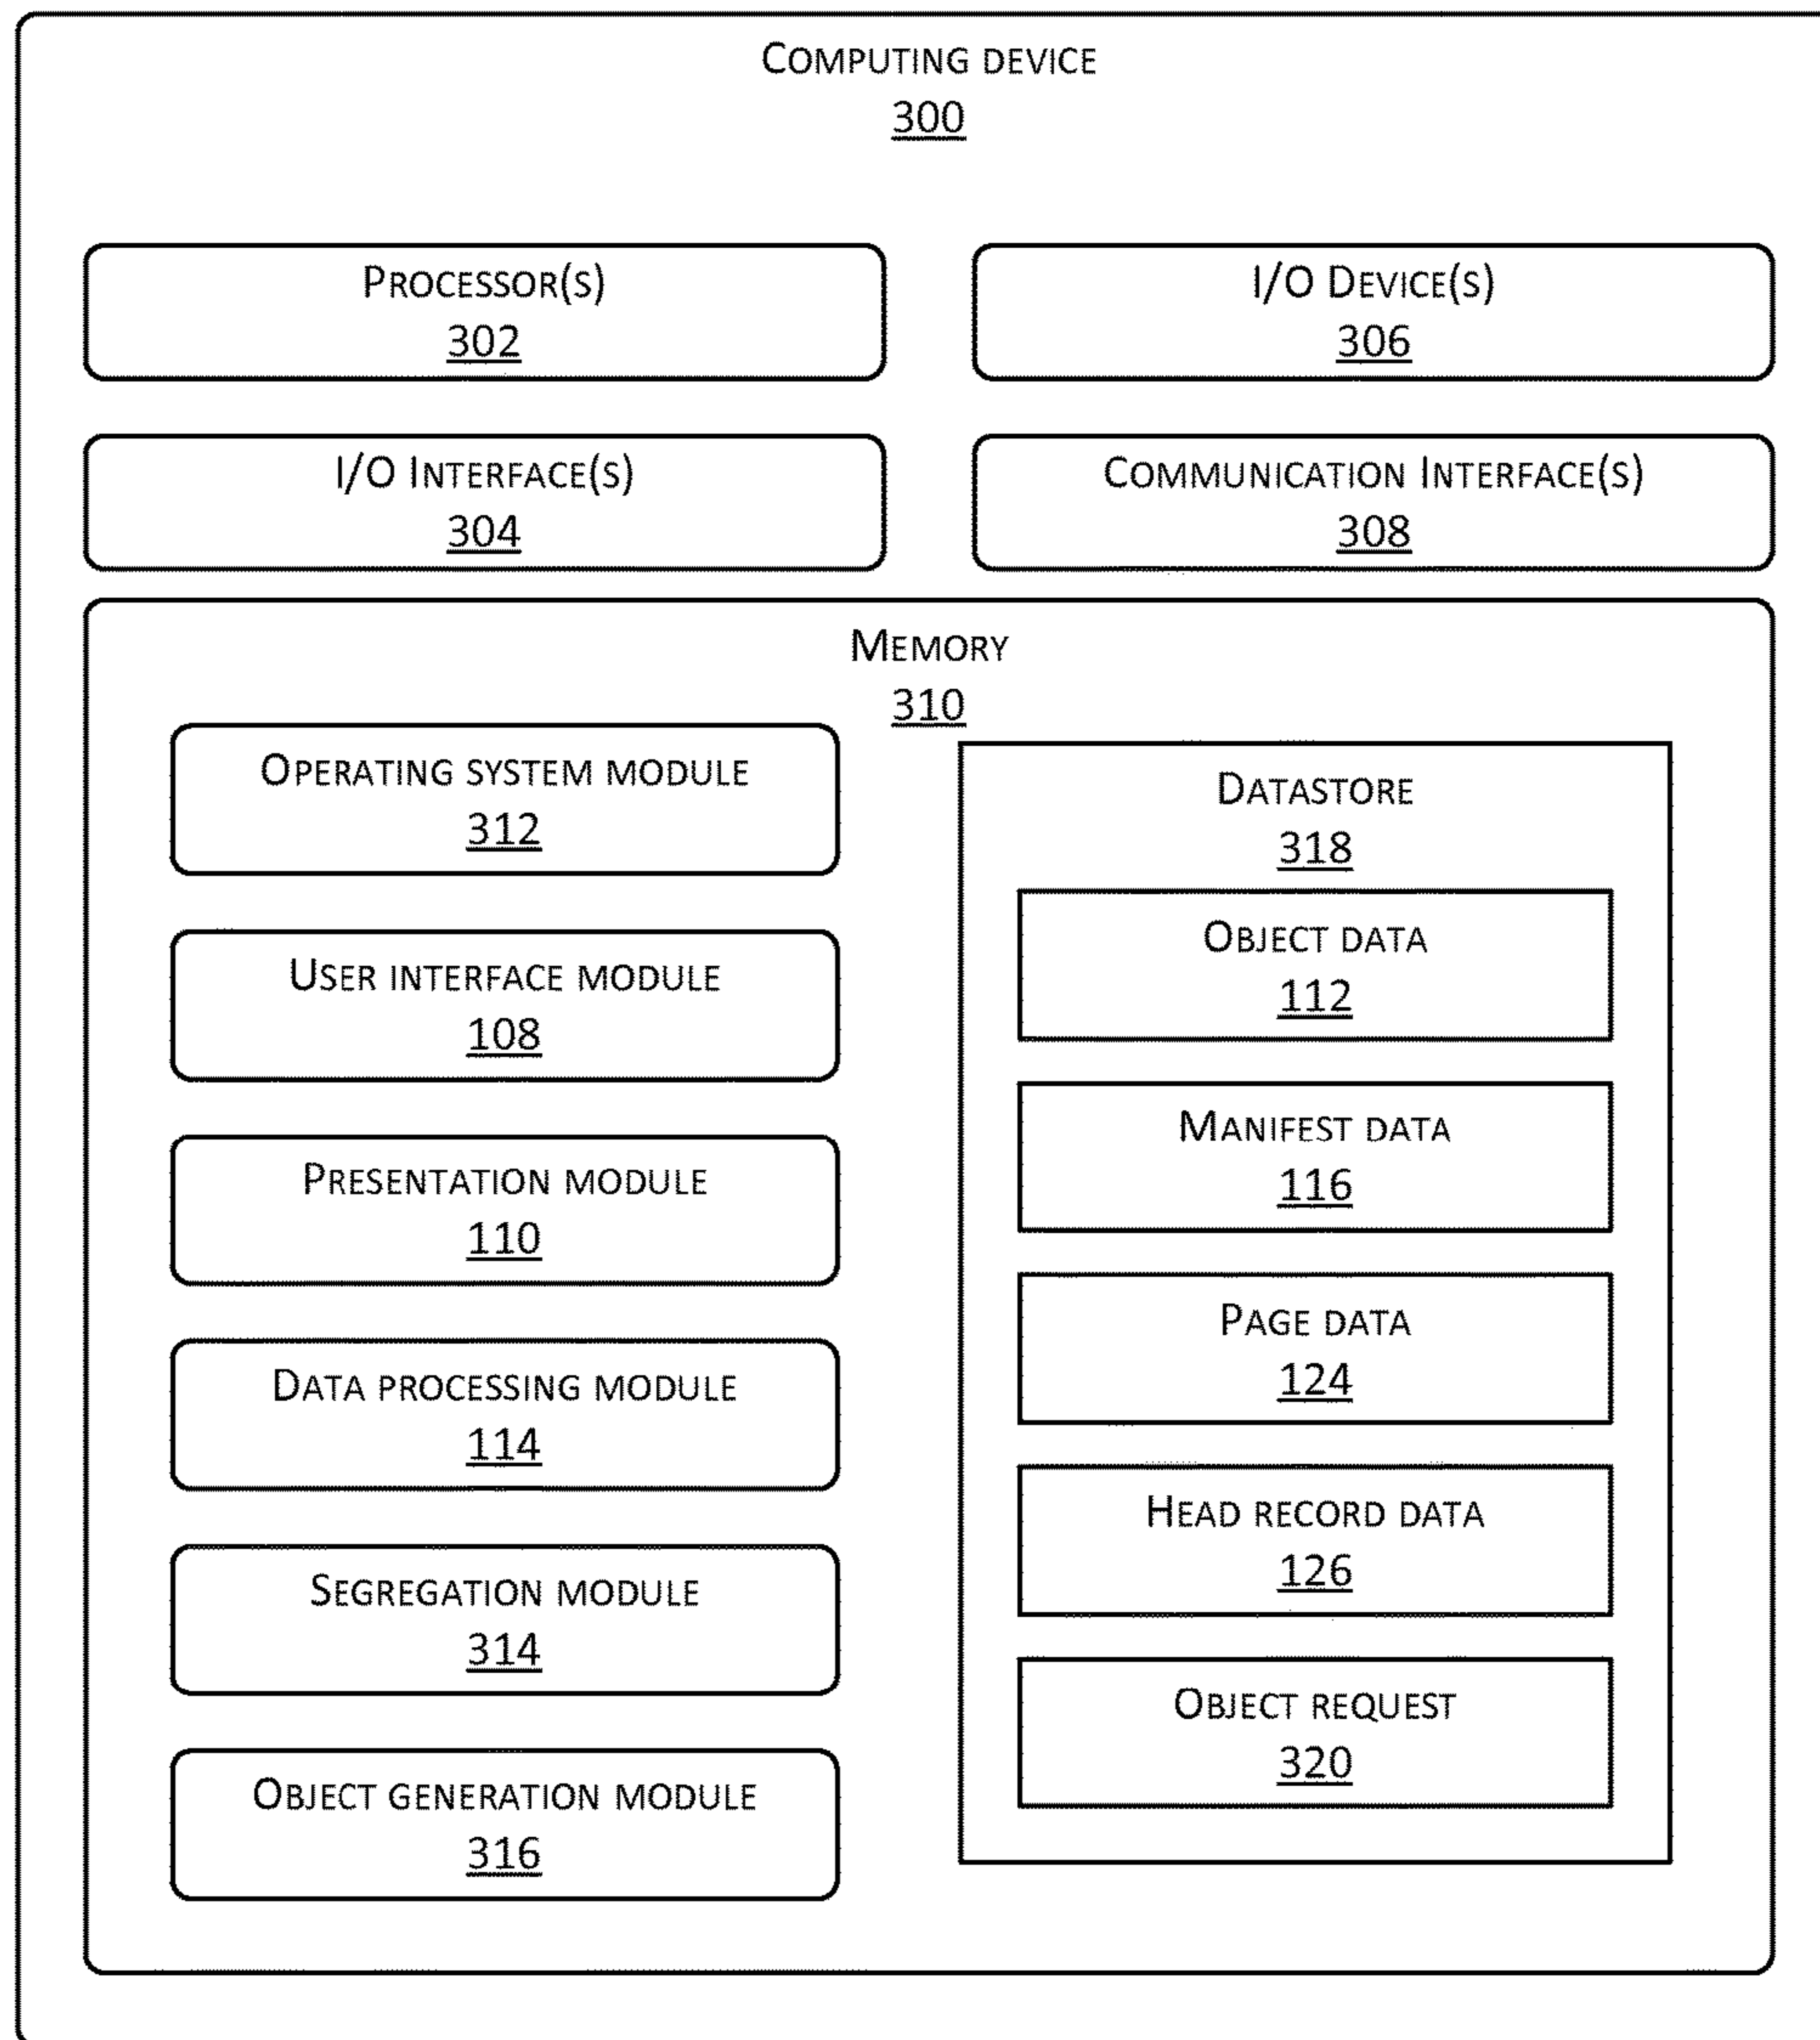 COMPUTING DEVICE
300
PROCESSOR(S)
302
I/O DEVICE(S)
306
I/O INTERFACE(S)
304
COMMUNICATION INTERFACE(S)
308
MEMORY
310
OPERATING SYSTEM MODULE
312
USER INTERFACE MODULE
108
PRESENTATION MODULE
110
DATA PROCESSING MODULE
114
SEGREGATION MODULE
314
OBJECT GENERATION MODULE
316
DATASTORE
318
OBJECT DATA
112
MANIFEST DATA
116
PAGE DATA
124
HEAD RECORD DATA
126
OBJECT REQUEST
320